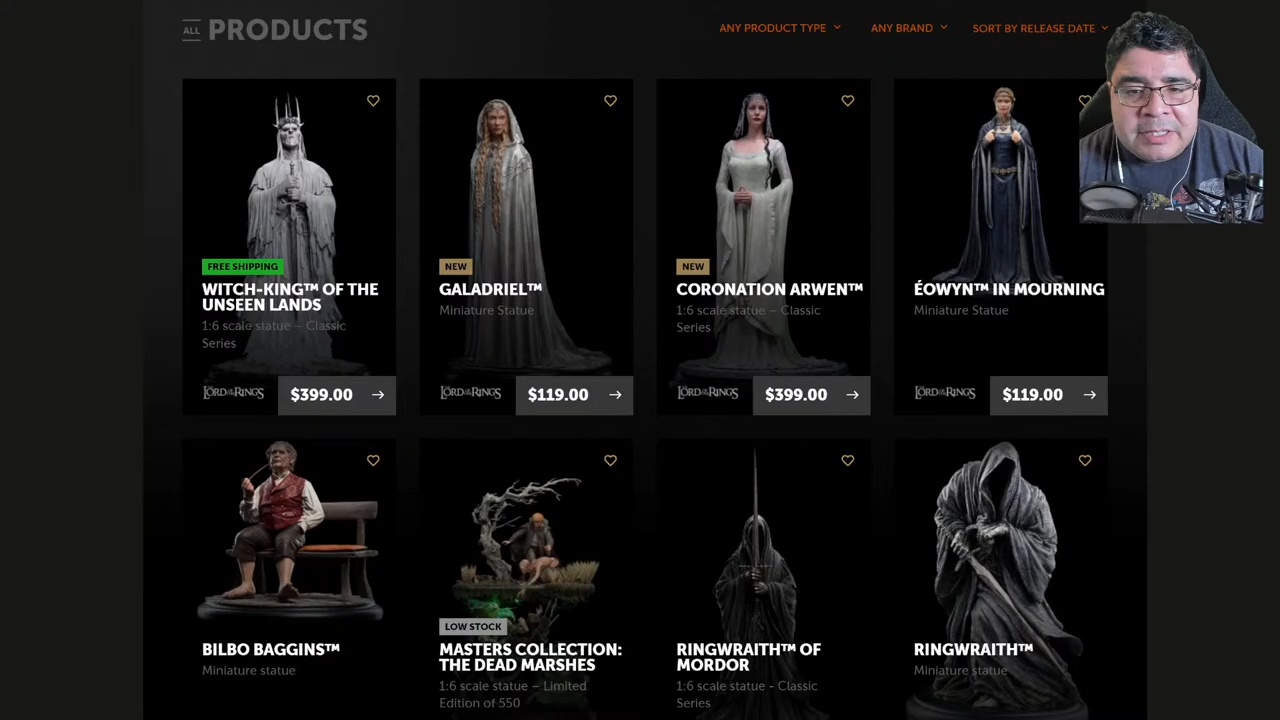 ALL PRODUCTS
ANY PRODUCT TYPE
ANY BRAND
SORT BY RELEASE DATE
FREE SHIPPING
WITCH-KING™ OF THE
UNSEEN LANDS
1:6 scale statue – Classic
Series
THE LORD OF THE RINGS
$399.00
NEW
GALADRIEL™
Miniature Statue
THE LORD OF THE RINGS
$119.00
NEW
CORONATION ARWEN™
1:6 scale statue – Classic
Series
THE LORD OF THE RINGS
$399.00
ÉOWYN™ IN MOURNING
Miniature Statue
THE LORD OF THE RINGS
$119.00
BILBO BAGGINS™
Miniature statue
LOW STOCK
MASTERS COLLECTION:
THE DEAD MARSHES
1:6 scale statue – Limited
Edition of 550
RINGWRAITH™ OF
MORDOR
1:6 scale statue - Classic
Series
RINGWRAITH™
Miniature statue